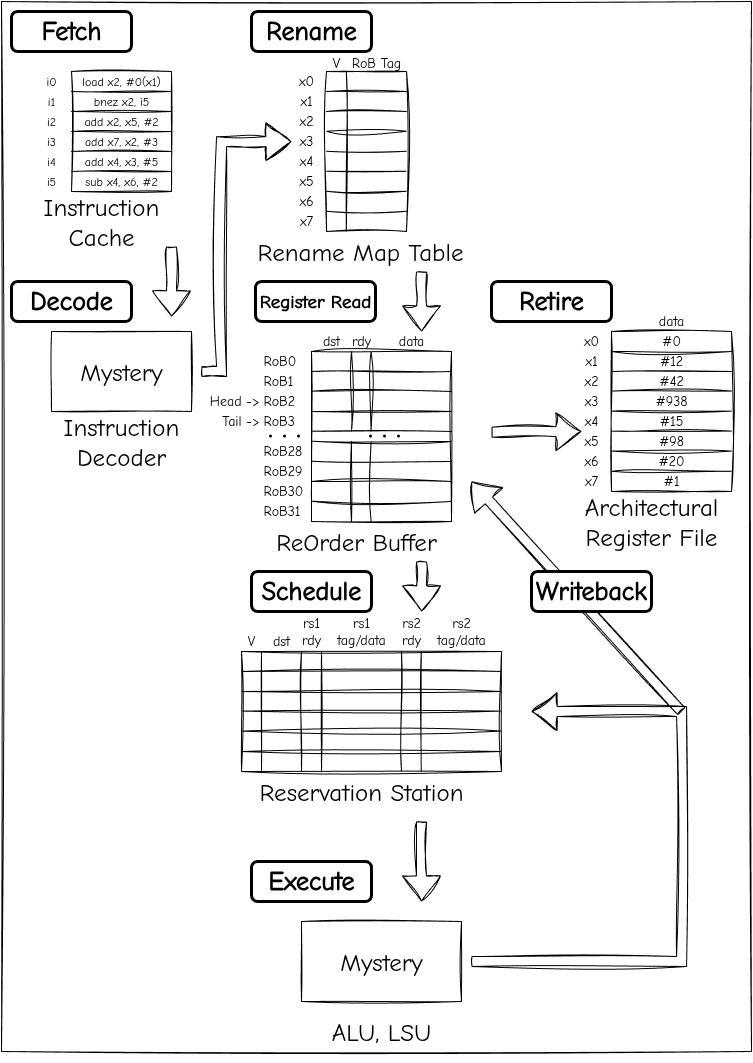 Fetch
i0 load x2, #0(x1)
i1 bnez x2, i5
i2 add x2, x5, #2
i3 add x7, x2, #3
i4 add x4, x3, #5
i5 sub x4, x6, #2
Instruction
Cache
Rename
V RoB Tag
x0
x1
x2
x3
x4
x5
x6
x7
Rename Map Table
Decode
Mystery
Instruction
Decoder
Register Read
dst rdy data
RoB0
RoB1
Head -> RoB2
Tail -> RoB3
• • • • • •
RoB28
RoB29
RoB30
RoB31
ReOrder Buffer
Retire
data
x0 #0
x1 #12
x2 #42
x3 #938
x4 #15
x5 #98
x6 #20
x7 #1
Architectural
Register File
Schedule
Writeback
rs1 rs1 rs2 rs2
V dst rdy tag/data rdy tag/data
Reservation Station
Execute
Mystery
ALU, LSU